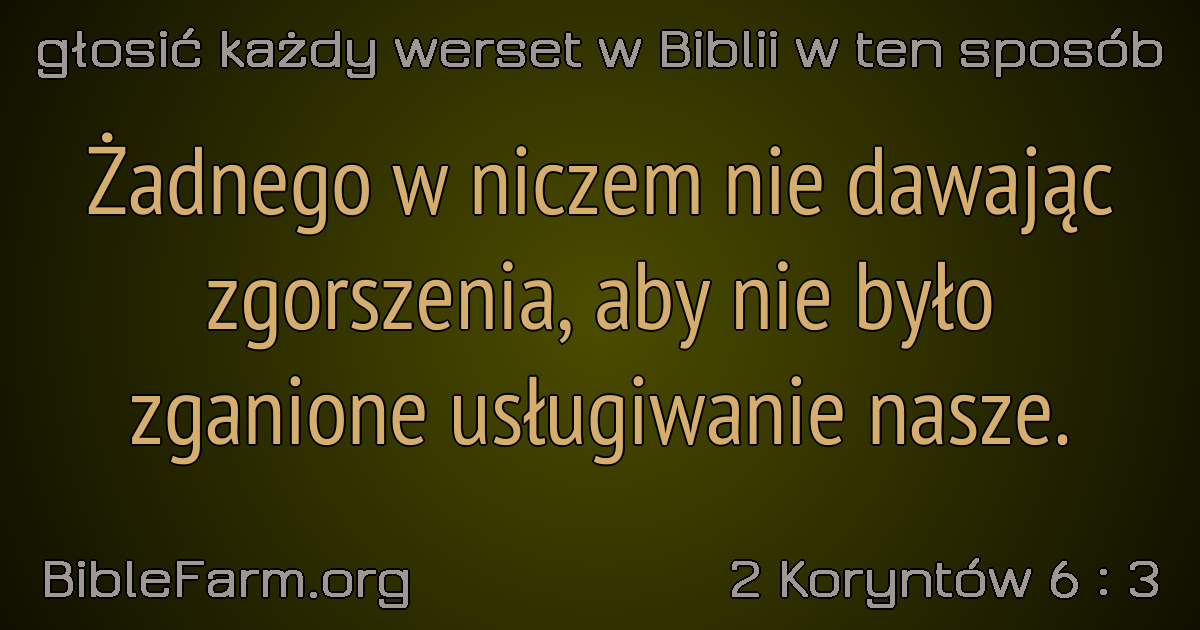 głosić każdy werset w Biblii w ten sposób
Żadnego w niczem nie dawając
zgorszenia, aby nie było
zganione usługiwanie nasze.
BibleFarm.org
2 Koryntów 6 : 3